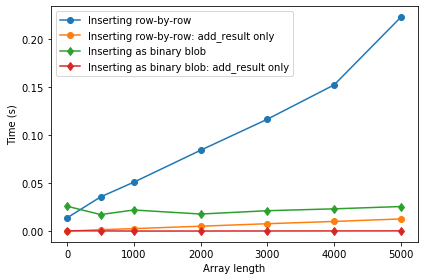 Inserting row-by-row
Inserting row-by-row: add_result only
Inserting as binary blob
Inserting as binary blob: add_result only
0.20
0.15
0.10
0.05
0.00
Time (s)
0 1000 2000 3000 4000 5000
Array length